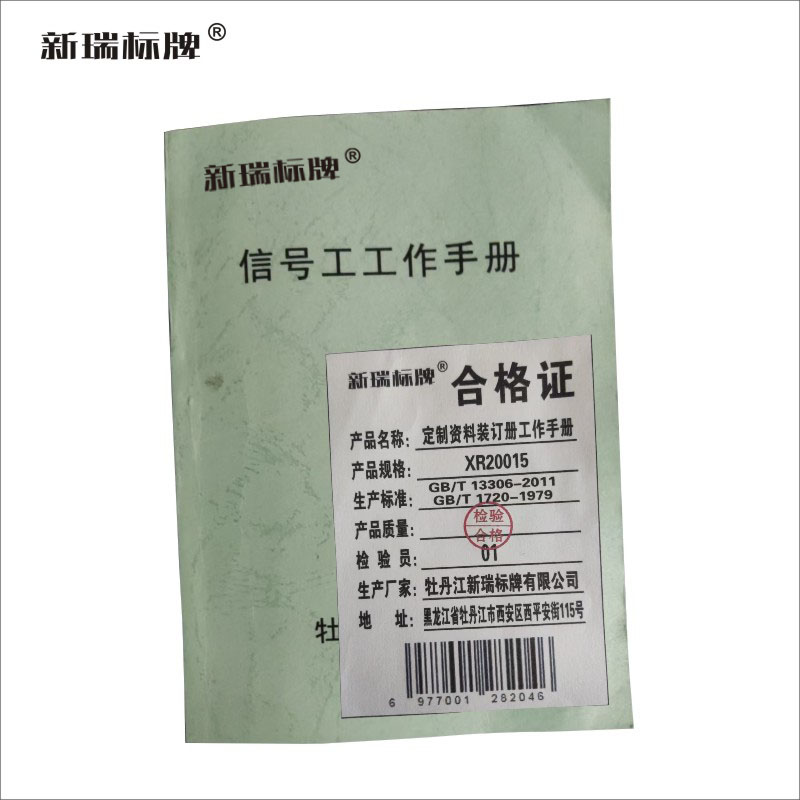 新瑞标牌®
新瑞标牌®
信号工工作手册
新瑞标牌® 合格证
产品名称: 定制资料装订册工作手册
产品规格: XR20015
生产标准: GB/T 13306-2011
GB/T 1720-1979
产品质量: 检验
合格
检 验 员: 01
生产厂家: 牡丹江新瑞标牌有限公司
地 址: 黑龙江省牡丹江市西安区西平安街115号
牡
6 977001 282046